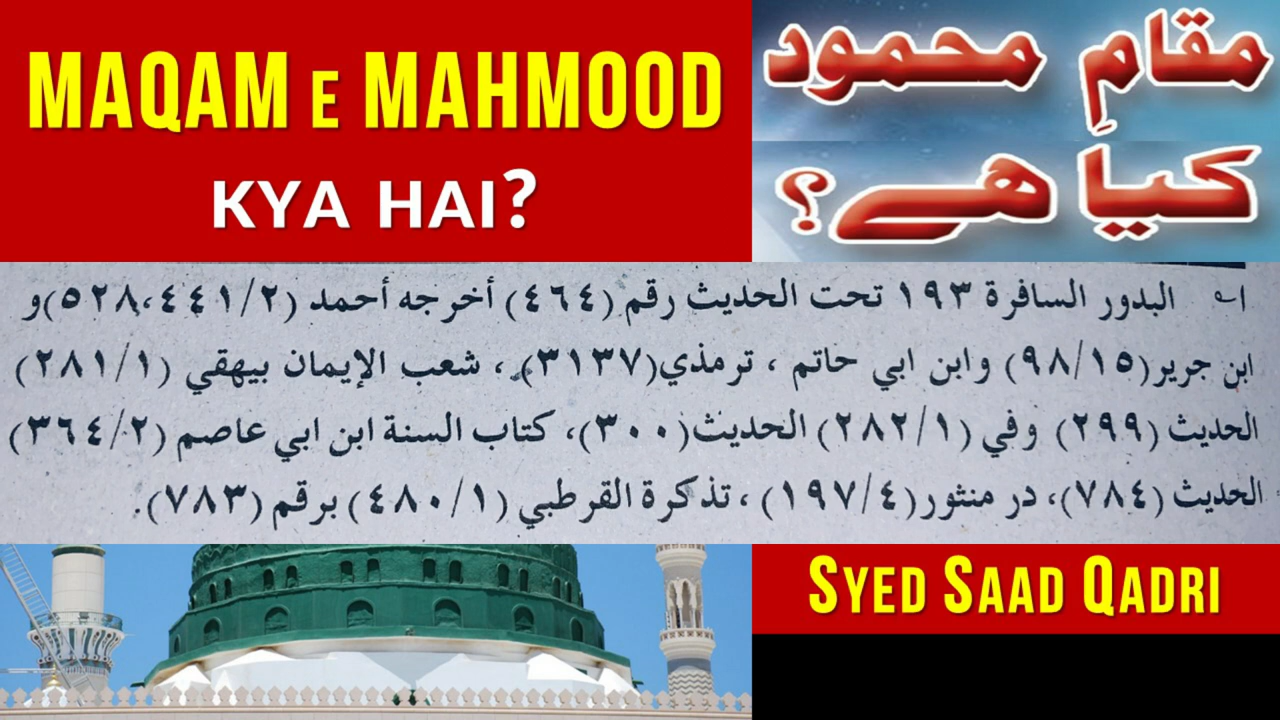 MAQAM E MAHMOOD
KYA HAI?
مقامِ محمود
کیا ھے؟
ا؎ البدور السافرة ١٩٣ تحت الحديث رقم (٤٦٤) أخرجه أحمد (٤٤١/٢،٥٢٨)و
ابن جرير(٩٨/١٥) وابن ابي حاتم ، ترمذي(٣١٣٧) ، شعب الإيمان بيهقي (٢٨١/١)
الحديث (٢٩٩) وفي (٢٨٢/١) الحديث(٣٠٠)، كتاب السنة ابن ابي عاصم (٣٦٤/٢)
الحديث (٧٨٤)، در منثور(١٩٧/٤) ، تذكرة القرطبي (٤٨٠/١) برقم (٧٨٣).
SYED SAAD QADRI